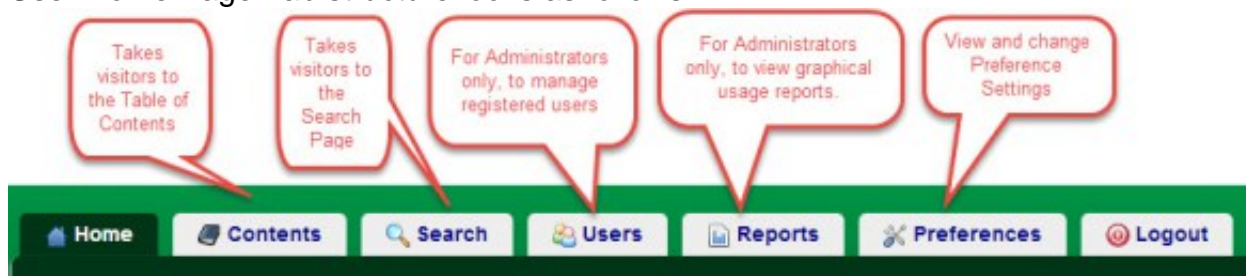 Takes
visitors to
the Table of
Contents
Takes
visitors to
the
Search
Page
For Administrators
only, to manage
registered users
For Administrators
only, to view graphical
usage reports.
View and change
Preference
Settings
Home
Contents
Search
Users
Reports
Preferences
Logout